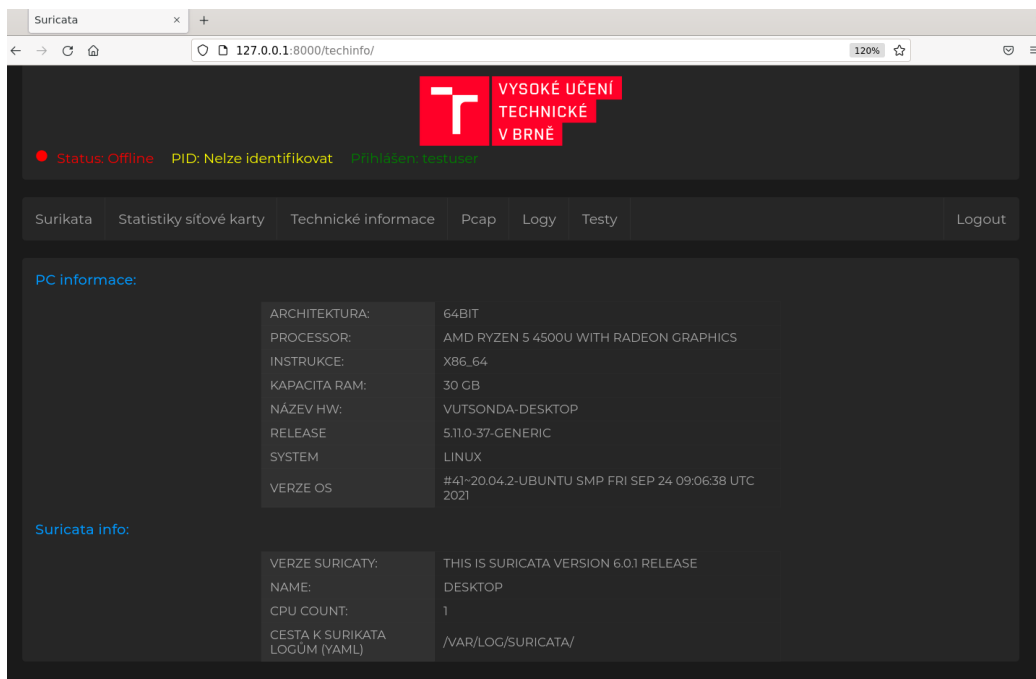 Suricata × +
127.0.0.1:8000/techinfo/ 120%
VYSOKÉ UČENÍ
TECHNICKÉ
V BRNĚ
Status: Offline PID: Nelze identifikovat Přihlášen: testuser
Surikata Statistiky síťové karty Technické informace Pcap Logy Testy Logout
PC informace:
ARCHITEKTURA: 64BIT
PROCESSOR: AMD RYZEN 5 4500U WITH RADEON GRAPHICS
INSTRUKCE: X86_64
KAPACITA RAM: 30 GB
NÁZEV HW: VUTSONDA-DESKTOP
RELEASE 5.11.0-37-GENERIC
SYSTEM LINUX
VERZE OS #41~20.04.2-UBUNTU SMP FRI SEP 24 09:06:38 UTC
2021
Suricata info:
VERZE SURICATY: THIS IS SURICATA VERSION 6.0.1 RELEASE
NAME: DESKTOP
CPU COUNT: 1
CESTA K SURIKATA
LOGŮM (YAML) /VAR/LOG/SURICATA/